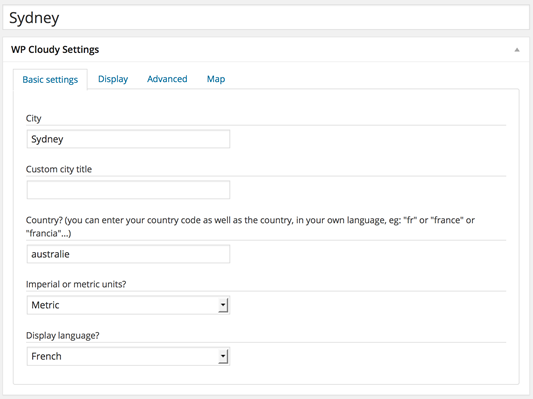 Sydney
WP Cloudy Settings
Basic settings Display Advanced Map
City
Sydney
Custom city title
Country? (you can enter your country code as well as the country, in your own language, eg: "fr" or "france" or
"francia"...)
australie
Imperial or metric units?
Metric
Display language?
French